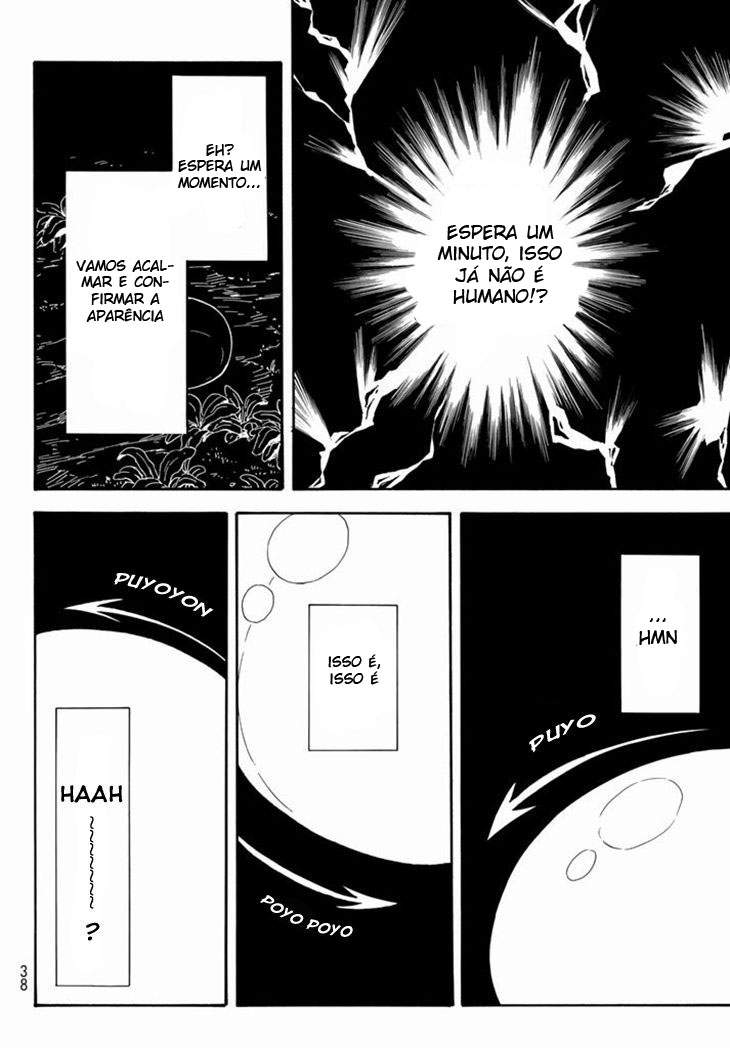 ESPERA UM
MINUTO, ISSO
JÁ NÃO É
HUMANO!?
EH?
ESPERA UM
MOMENTO...
VAMOS ACAL-
MAR E CON-
FIRMAR A
APARÊNCIA
...
HMN
PUYO
ISSO É,
ISSO É
POYO POYO
PUYOYON
HAAH
~~~~~~~
?
38